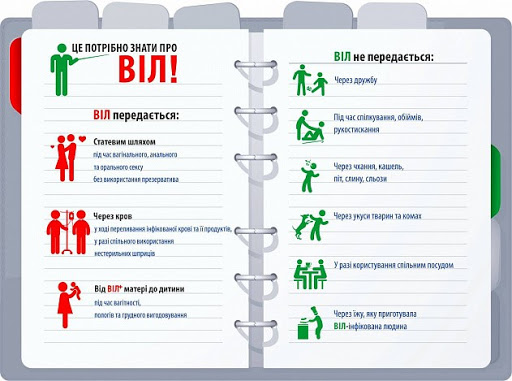 ЦЕ ПОТРІБНО ЗНАТИ ПРО
ВІЛ!
ВІЛ передається:
Статевим шляхом
під час вагінального, анального
та орального сексу
без використання презерватива
Через кров
у ході переливання інфікованої крові та її продуктів,
у разі спільного використання
нестерильних шприців
Від ВІЛ+ матері до дитини
під час вагітності,
пологів та грудного вигодовування
ВІЛ не передається:
Через дружбу
Під час спілкування, обіймів,
рукостискання
Через чхання, кашель,
піт, слину, сльози
Через укуси тварин та комах
У разі користування спільним посудом
Через їжу, яку приготувала
ВІЛ-інфікована людина